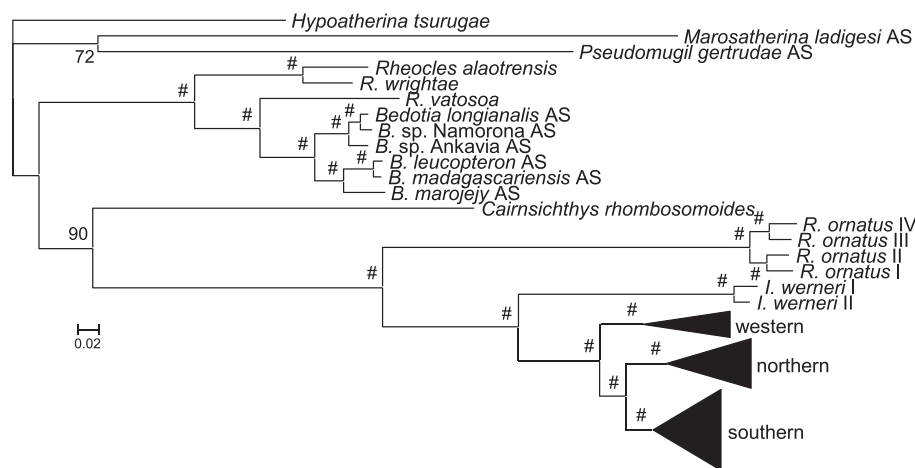 Hypoatherina tsurugae
Marosatherina ladigesi AS
72
Pseudomugil gertrudae AS
#
Rheocles alaotrensis
#
R. wrightae
#
R. vatosoa
#
Bedotia longianalis AS
#
B. sp. Namorona AS
#
B. sp. Ankavia AS
#
B. leucopteron AS
#
B. madagascariensis AS
B. marojejy AS
Cairnsichthys rhombosomoides
90
#
R. ornatus IV
#
R. ornatus III
R. ornatus II
#
R. ornatus I
#
#
I. werneri I
I. werneri II
#
#
western
#
#
northern
#
#
southern
0.02